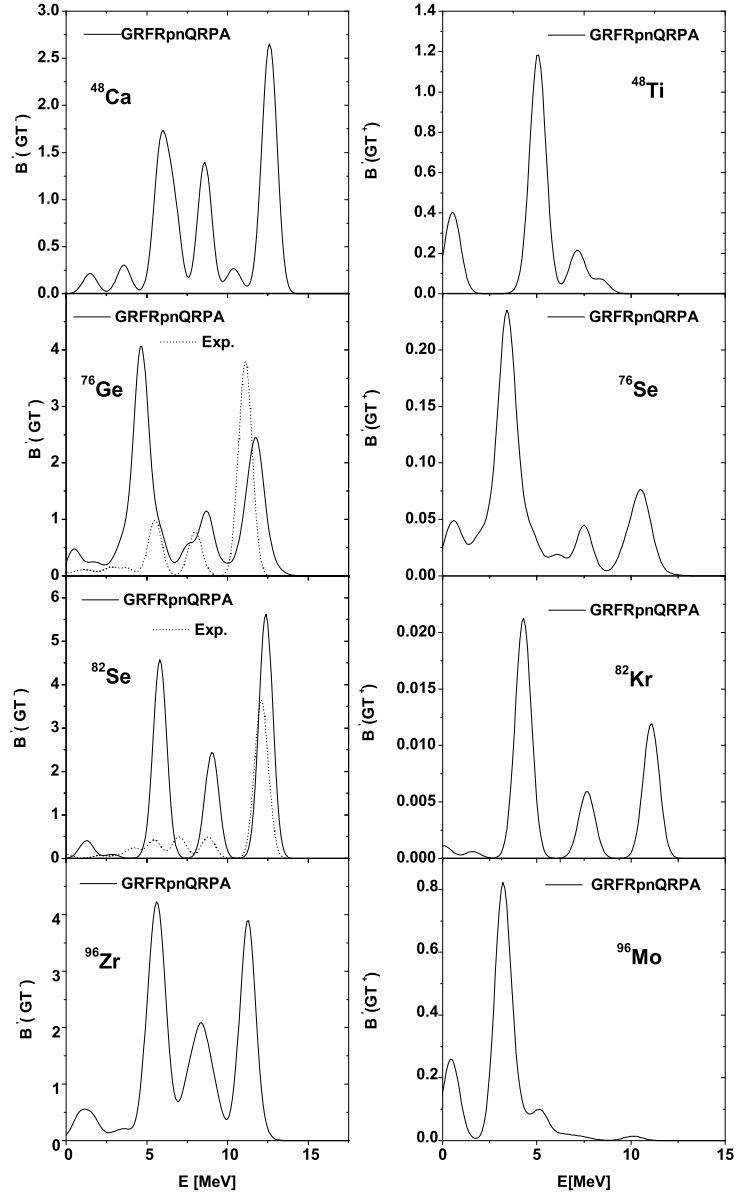 3.0
2.5
2.0
1.5
1.0
0.5
0.0
B'( GT-)
GRFRpnQRPA
48Ca
1.4
1.2
1.0
0.8
0.6
0.4
0.2
0.0
B'(GT+)
GRFRpnQRPA
48Ti
4
3
2
1
0
B'( GT-)
GRFRpnQRPA
Exp.
76Ge
0.20
0.15
0.10
0.05
0.00
B'(GT+)
GRFRpnQRPA
76Se
6
5
4
3
2
1
0
B'( GT-)
GRFRpnQRPA
Exp.
82Se
0.020
0.015
0.010
0.005
0.000
B'(GT+)
GRFRpnQRPA
82Kr
4
3
2
1
0
B'( GT-)
GRFRpnQRPA
96Zr
0 5 10 15
E [MeV]
0.8
0.6
0.4
0.2
0.0
B'(GT+)
GRFRpnQRPA
96Mo
0 5 10 15
E[MeV]